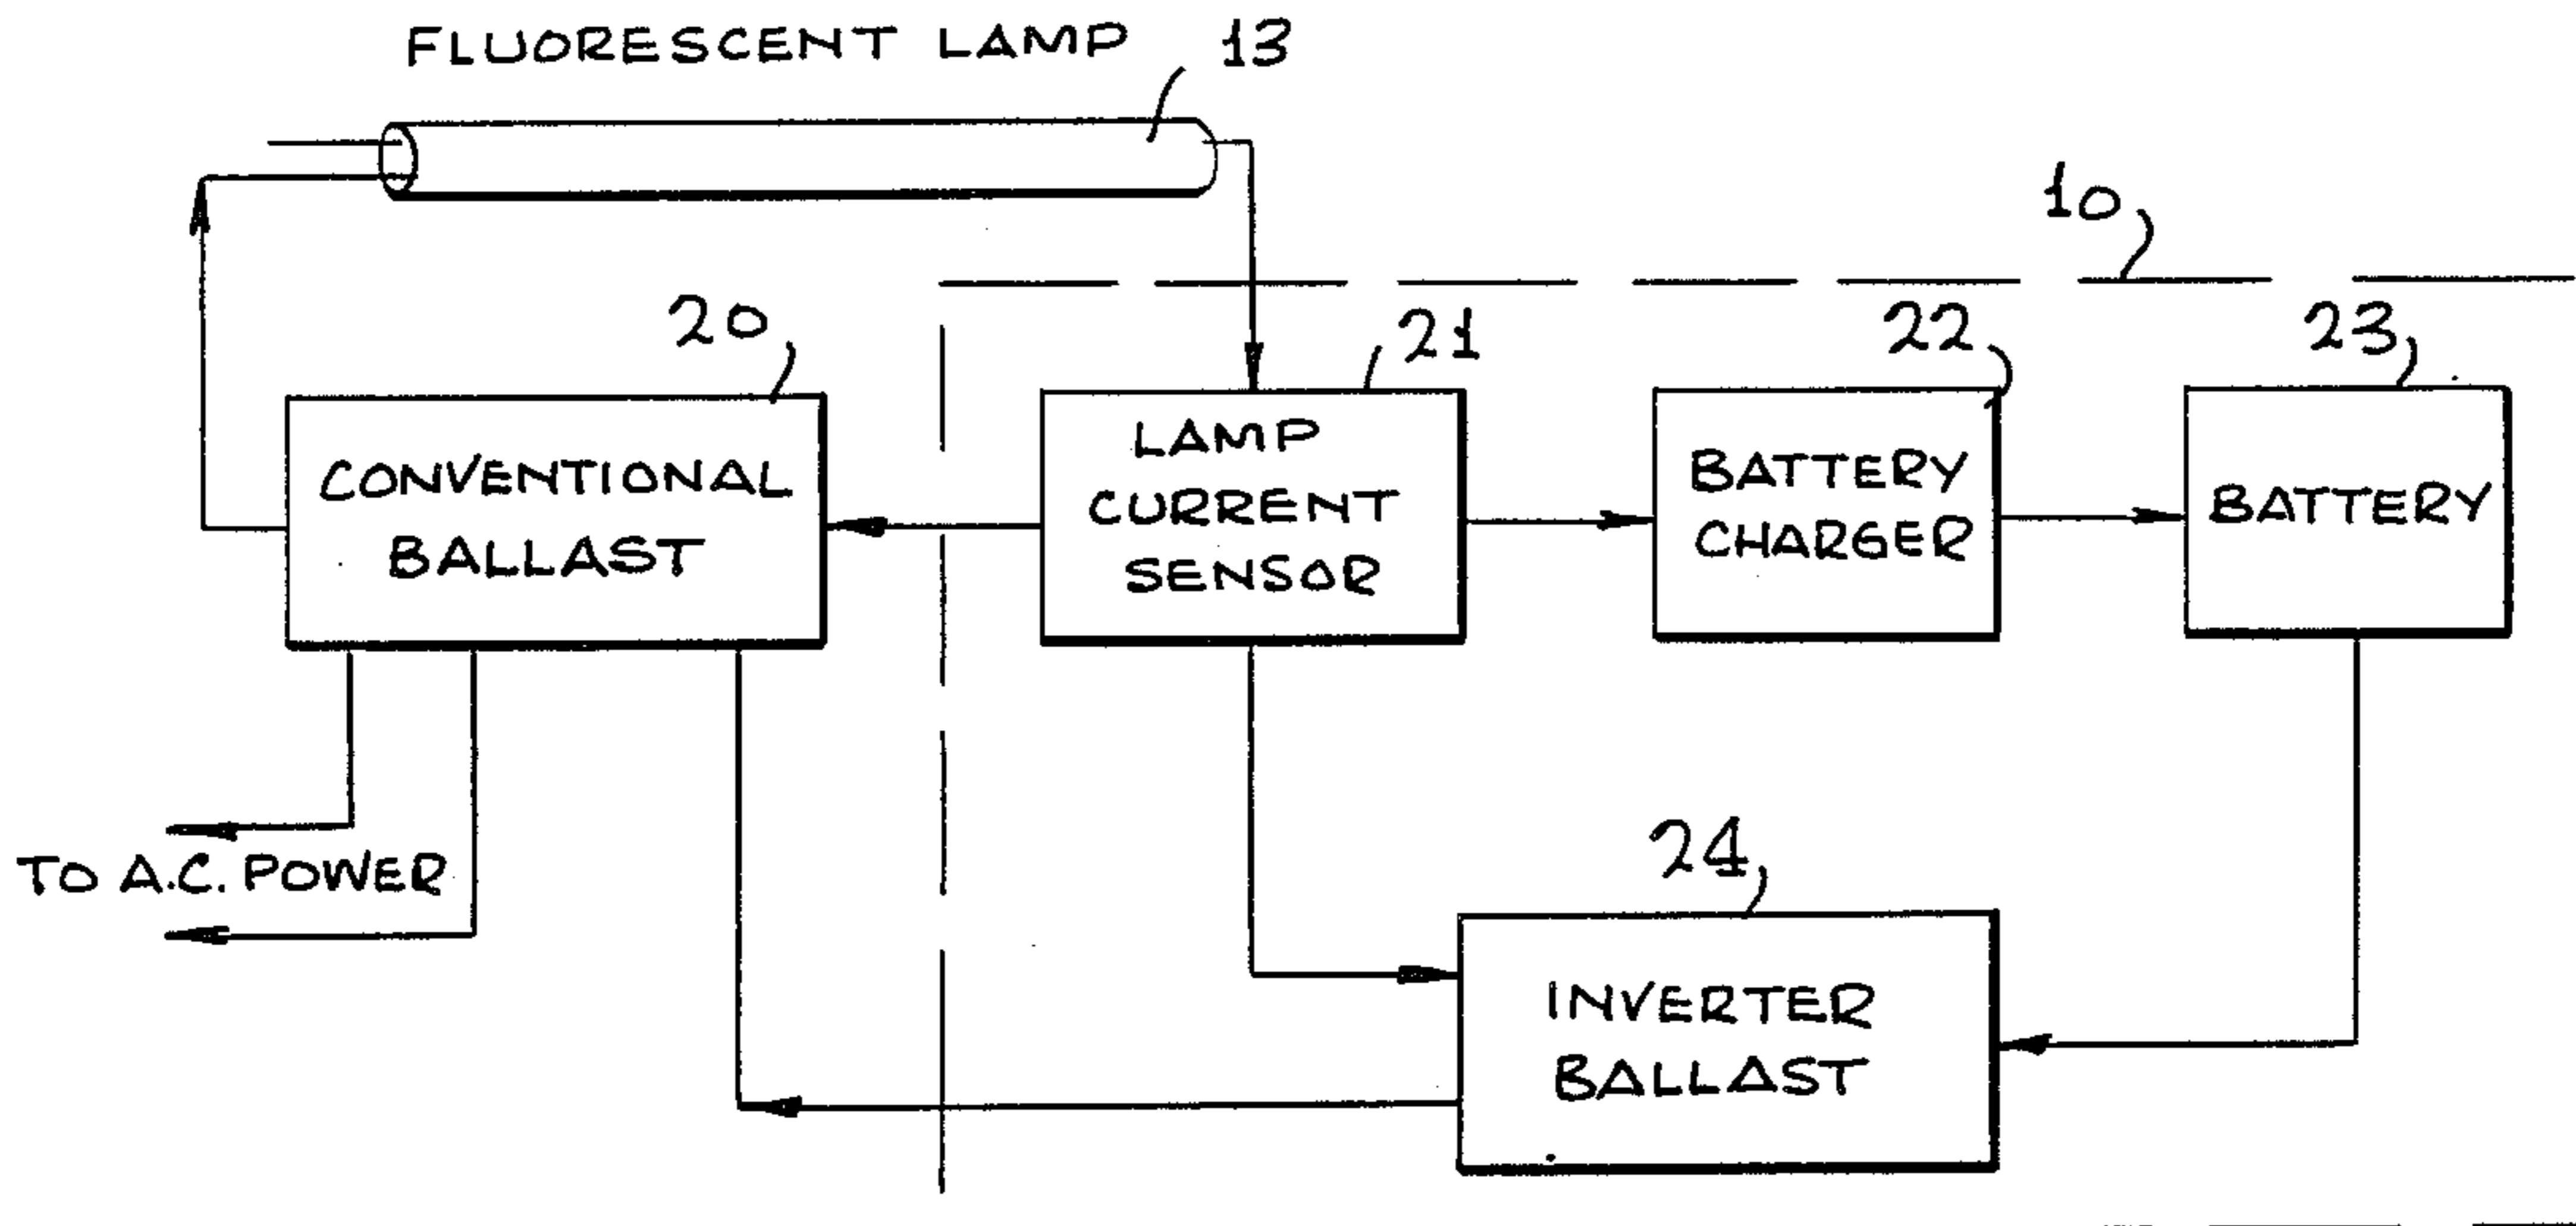 FLUORESCENT LAMP 13
10
20
21
22
23
CONVENTIONAL
BALLAST
LAMP
CURRENT
SENSOR
BATTERY
CHARGER
BATTERY
TO A.C. POWER
24
INVERTER
BALLAST